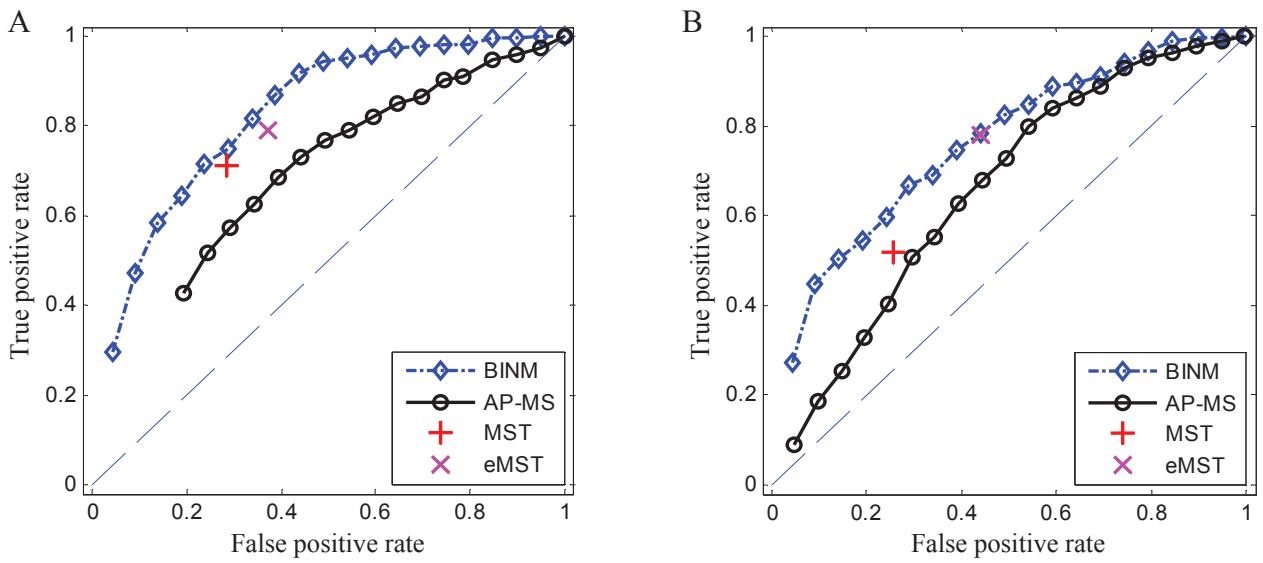 A
1
0.8
0.6
0.4
0.2
0
0 0.2 0.4 0.6 0.8 1
True positive rate
False positive rate
BINM
AP-MS
MST
eMST
B
1
0.8
0.6
0.4
0.2
0
0 0.2 0.4 0.6 0.8 1
True positive rate
False positive rate
BINM
AP-MS
MST
eMST